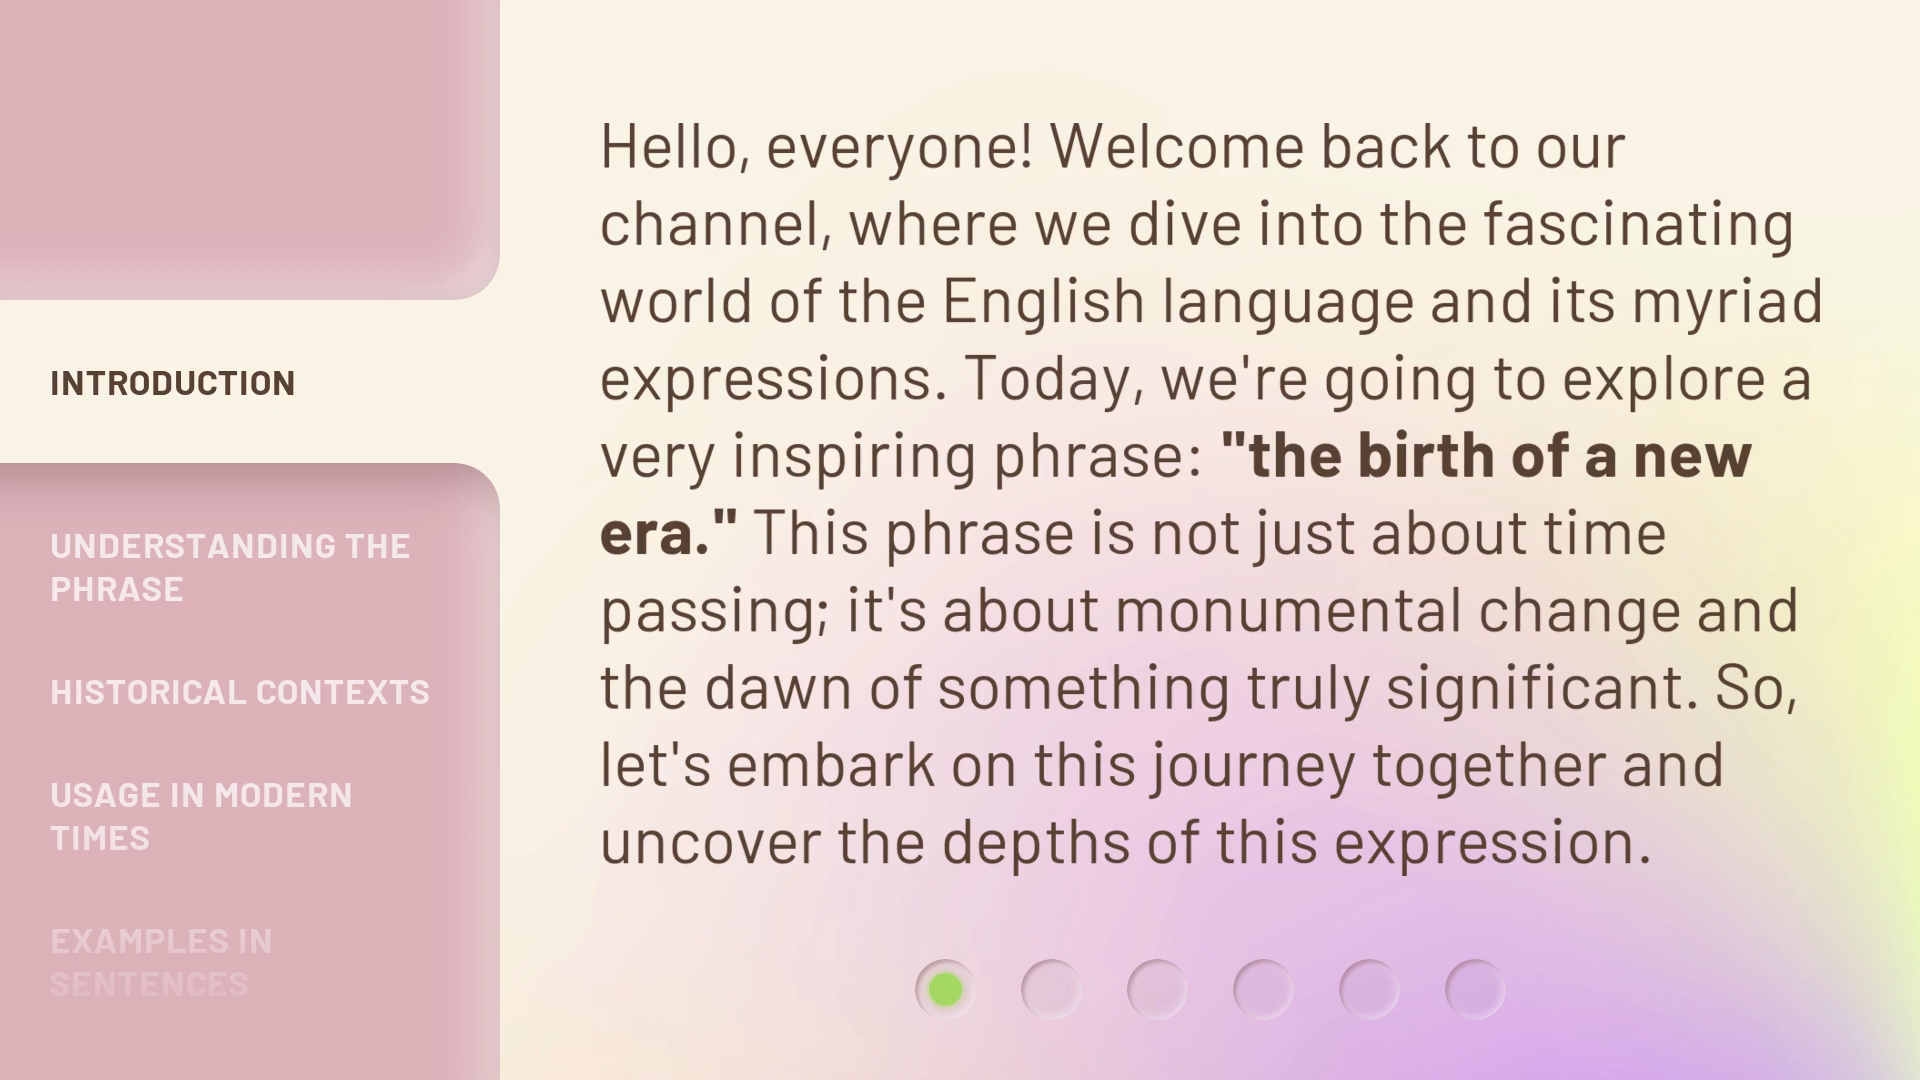 INTRODUCTION
UNDERSTANDING THE
PHRASE
HISTORICAL CONTEXTS
USAGE IN MODERN
TIMES
EXAMPLES IN
SENTENCES
Hello, everyone! Welcome back to our
channel, where we dive into the fascinating
world of the English language and its myriad
expressions. Today, we're going to explore a
very inspiring phrase: "the birth of a new
era." This phrase is not just about time
passing; it's about monumental change and
the dawn of something truly significant. So,
let's embark on this journey together and
uncover the depths of this expression.